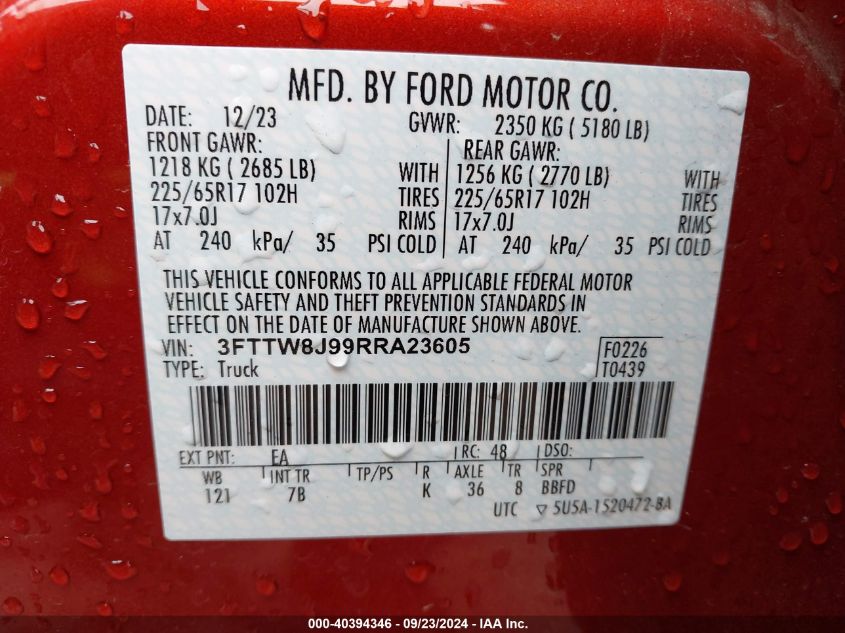 MFD. BY FORD MOTOR CO.
DATE: 12/23 GVWR: 2350 KG ( 5180 LB)
FRONT GAWR: REAR GAWR:
1218 KG ( 2685 LB) WITH 1256 KG ( 2770 LB) WITH
225/65R17 102H TIRES 225/65R17 102H TIRES
17x7.0J RIMS 17x7.0J RIMS
AT 240 kPa/ 35 PSI COLD AT 240 kPa/ 35 PSI COLD
THIS VEHICLE CONFORMS TO ALL APPLICABLE FEDERAL MOTOR
VEHICLE SAFETY AND THEFT PREVENTION STANDARDS IN
EFFECT ON THE DATE OF MANUFACTURE SHOWN ABOVE.
VIN: 3FTTW8J99RRA23605 F0226
TYPE: Truck T0439
EXT PNT: EA RC: 48 DSO:
WB INT TR TP/PS R AXLE TR SPR
121 7B K 36 8 BBFD
UTC ▽ 5U5A-1520472-BA
000-40394346 - 09/23/2024 - IAA Inc.